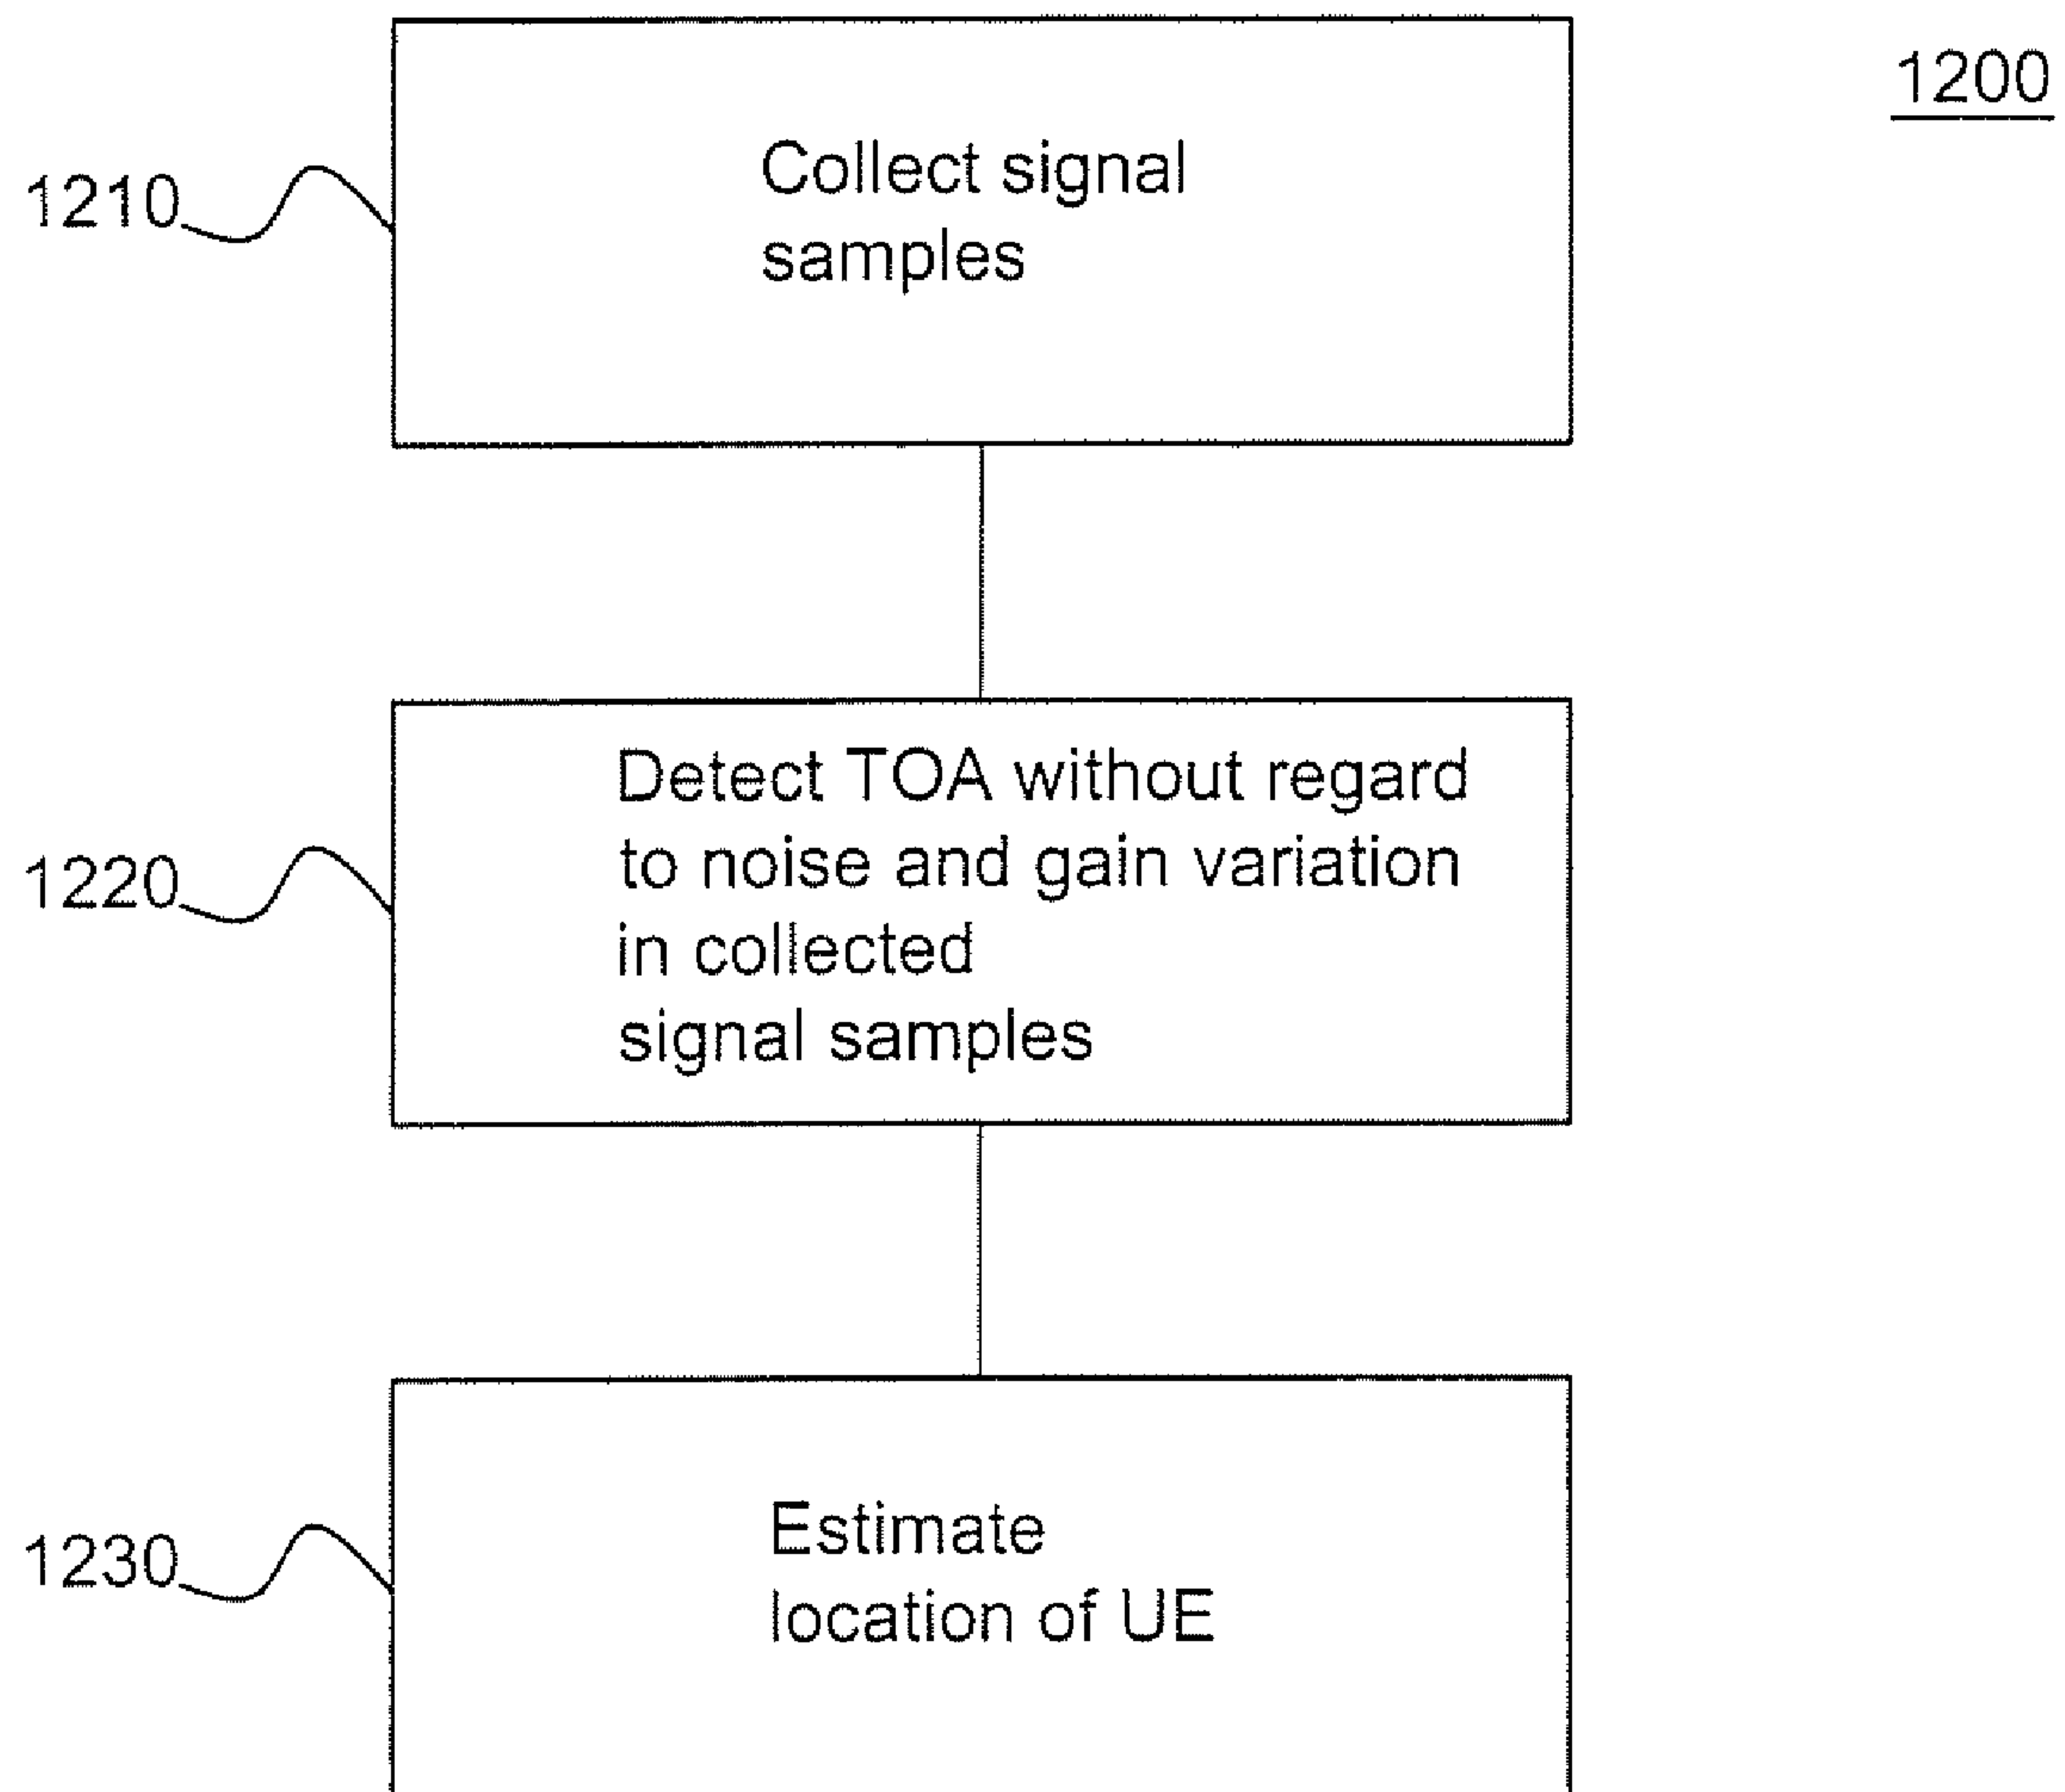 1200
1210
Collect signal
samples
1220
Detect TOA without regard
to noise and gain variation
in collected
signal samples
1230
Estimate
location of UE